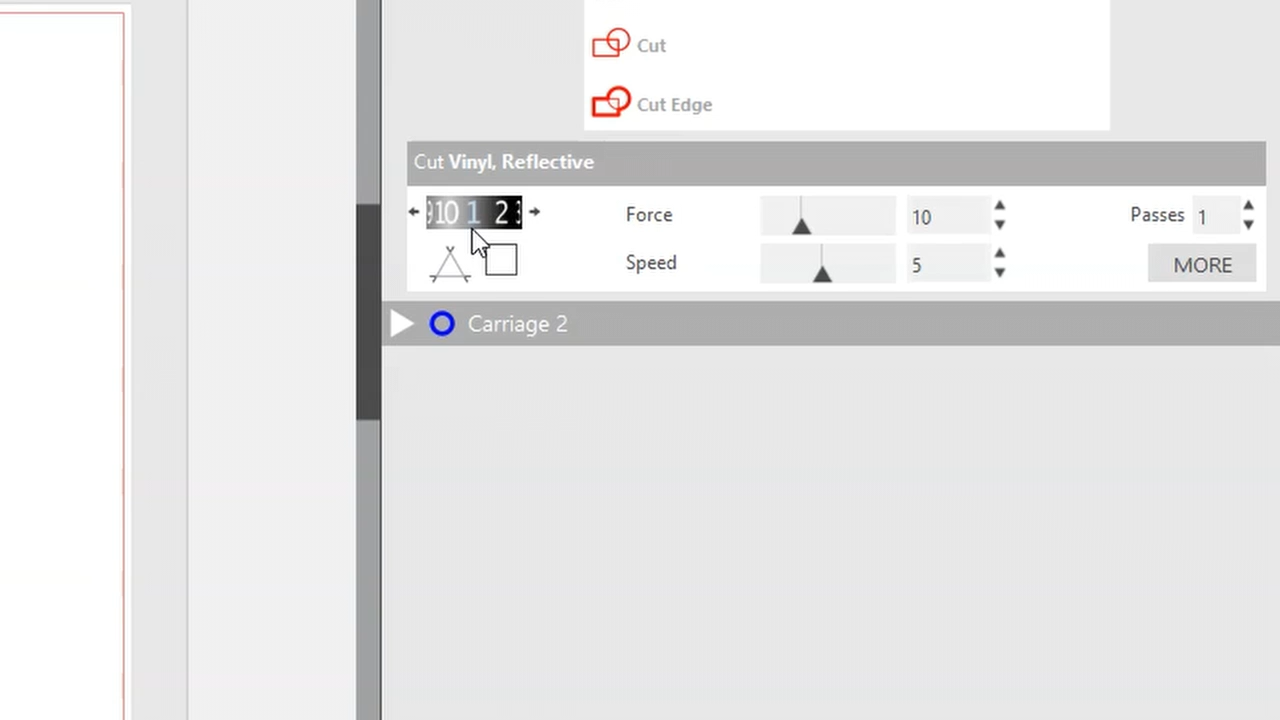 Cut
Cut Edge
Cut Vinyl, Reflective
10 1 2 Force 10 Passes 1
Speed 5 MORE
Carriage 2